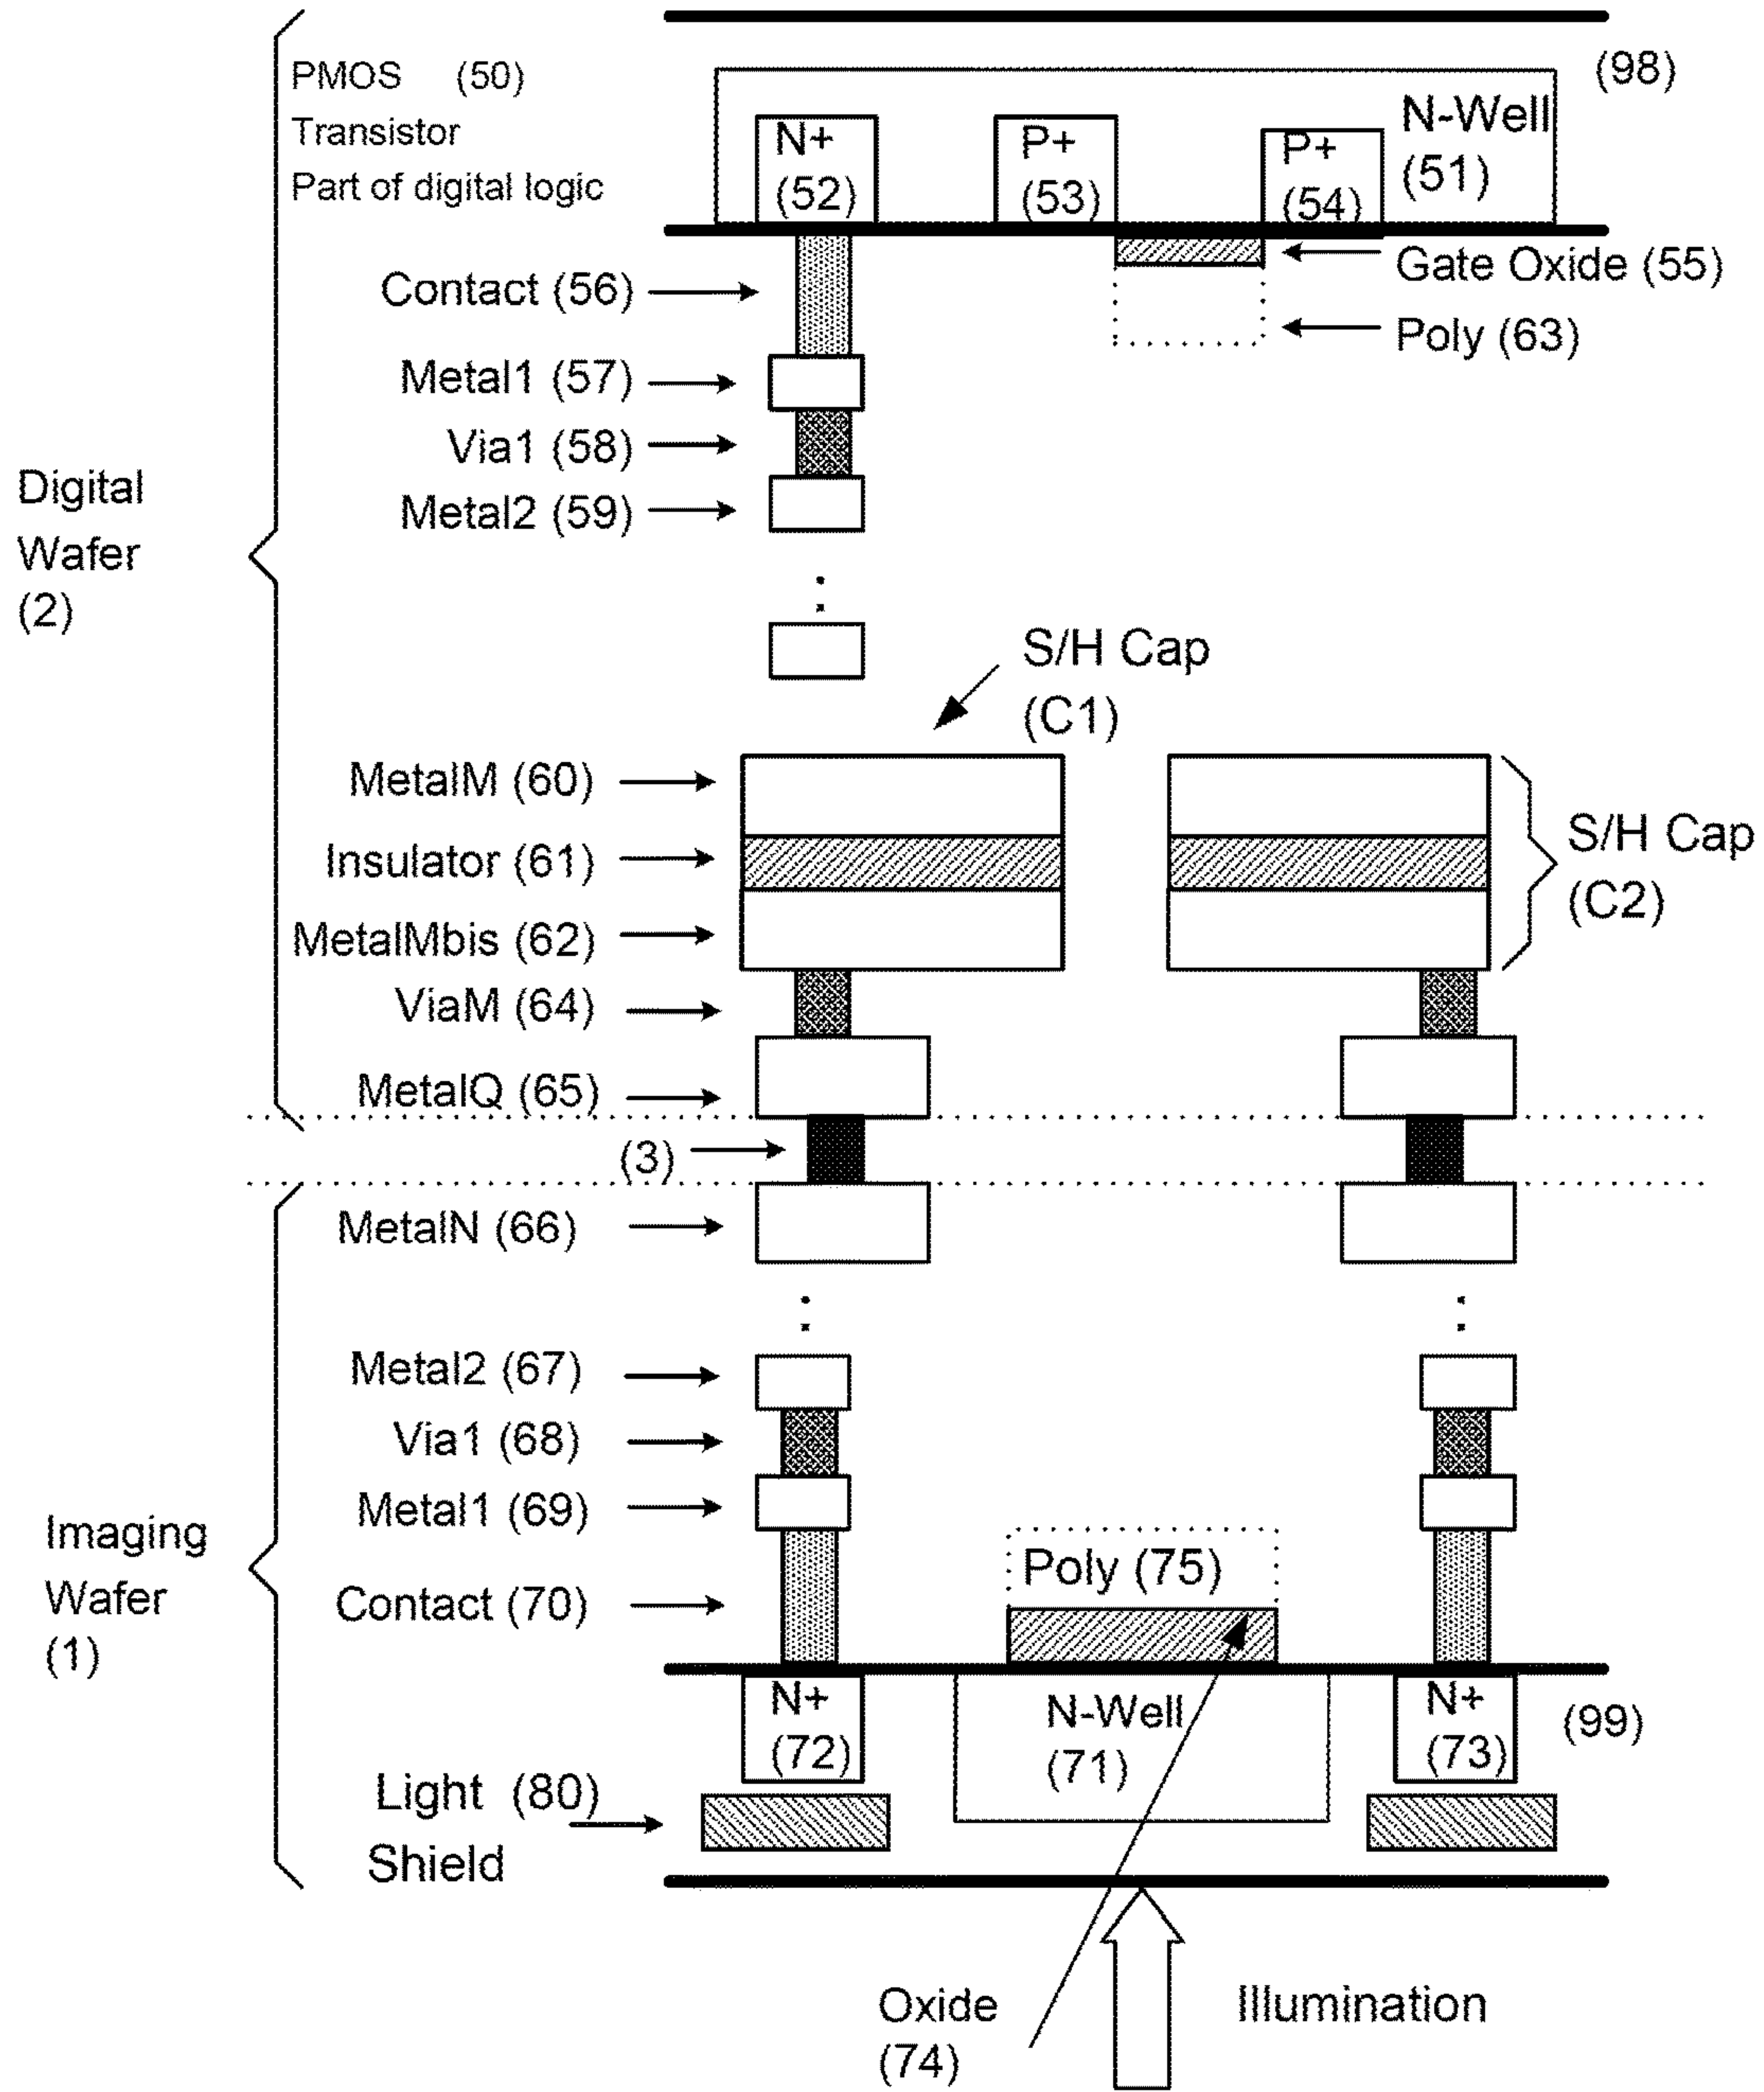 PMOS (50)
Transistor
Part of digital logic
(98)
N+
(52)
P+
(53)
P+
(54)
N-Well
(51)
Gate Oxide (55)
Contact (56)
Poly (63)
Metal1 (57)
Via1 (58)
Metal2 (59)
Digital
Wafer
(2)
S/H Cap
(C1)
MetalM (60)
Insulator (61)
MetalMbis (62)
S/H Cap
(C2)
ViaM (64)
MetalQ (65)
(3)
MetalN (66)
Metal2 (67)
Via1 (68)
Metal1 (69)
Imaging
Wafer
(1)
Poly (75)
Contact (70)
N+
(72)
N-Well
(71)
N+
(73)
(99)
Light (80)
Shield
Oxide
(74)
Illumination